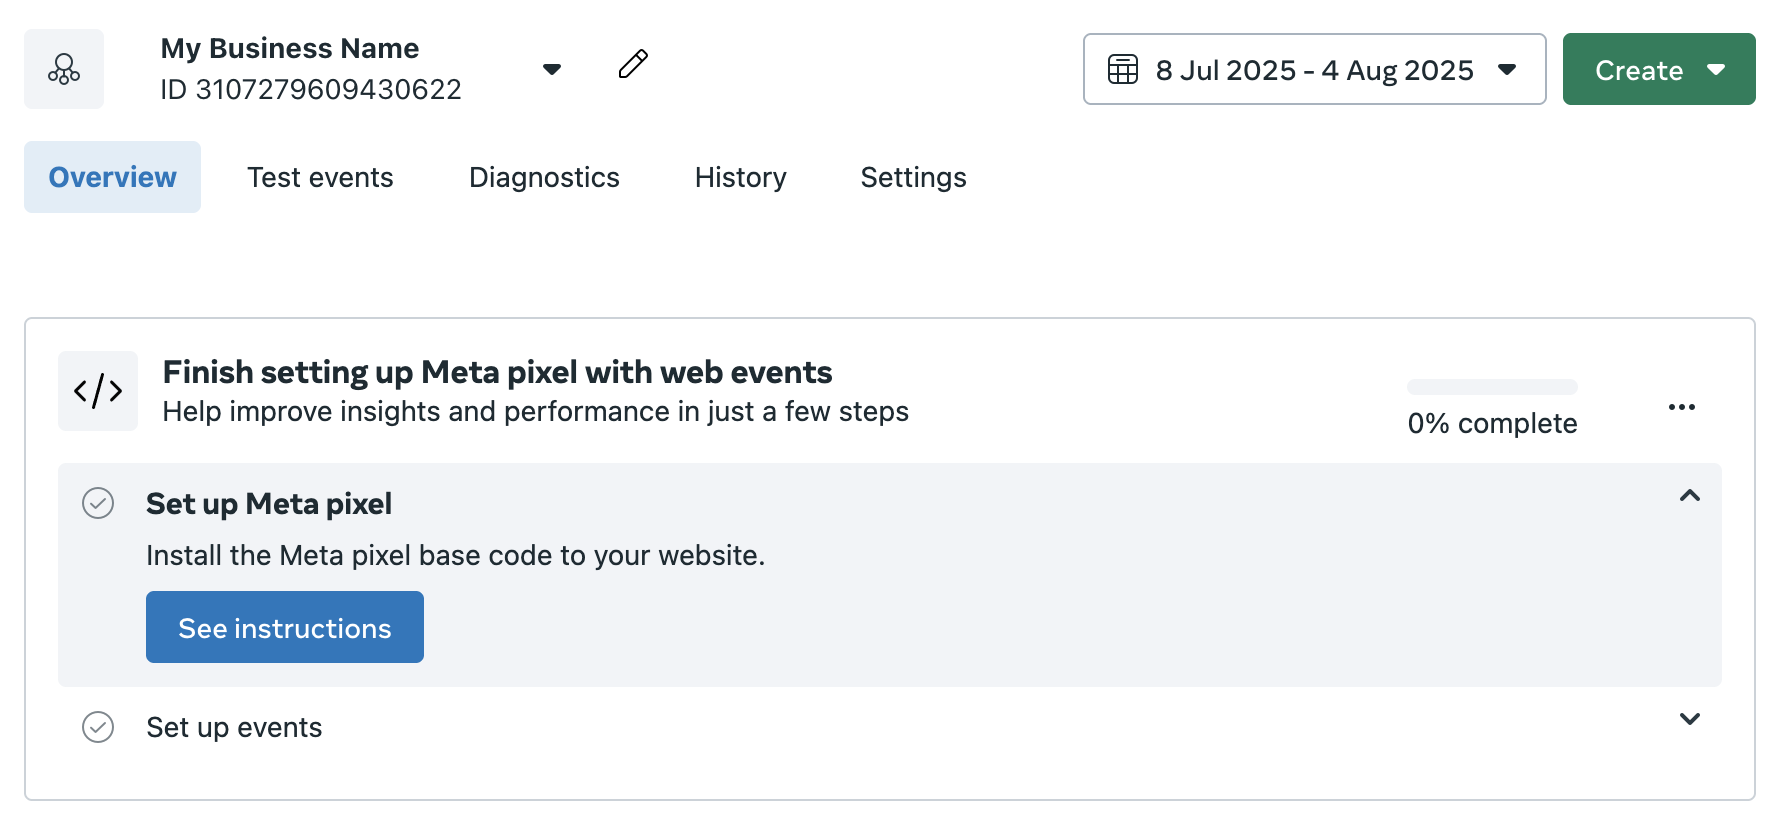 My Business Name
ID 3107279609430622
8 Jul 2025 - 4 Aug 2025
Create
Overview
Test events
Diagnostics
History
Settings
</>
Finish setting up Meta pixel with web events
Help improve insights and performance in just a few steps
0% complete
Set up Meta pixel
Install the Meta pixel base code to your website.
See instructions
Set up events